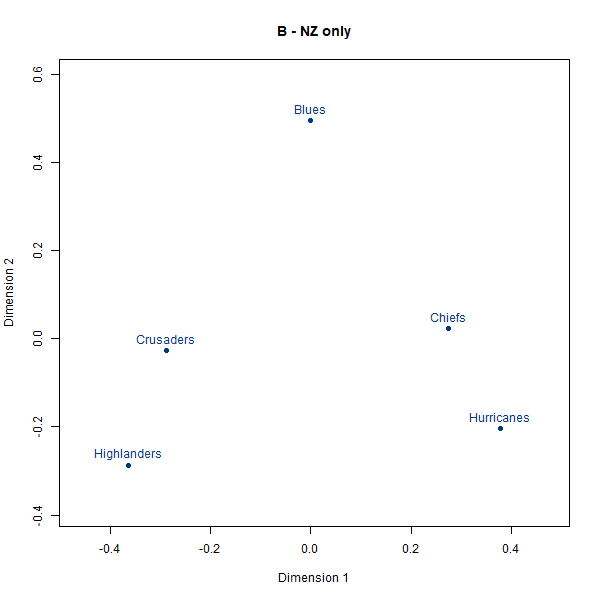 B - NZ only
0.6
Blues
0.4
0.2
Dimension 2
Chiefs
0.0
Crusaders
Hurricanes
-0.2
Highlanders
-0.4
-0.4 -0.2 0.0 0.2 0.4
Dimension 1